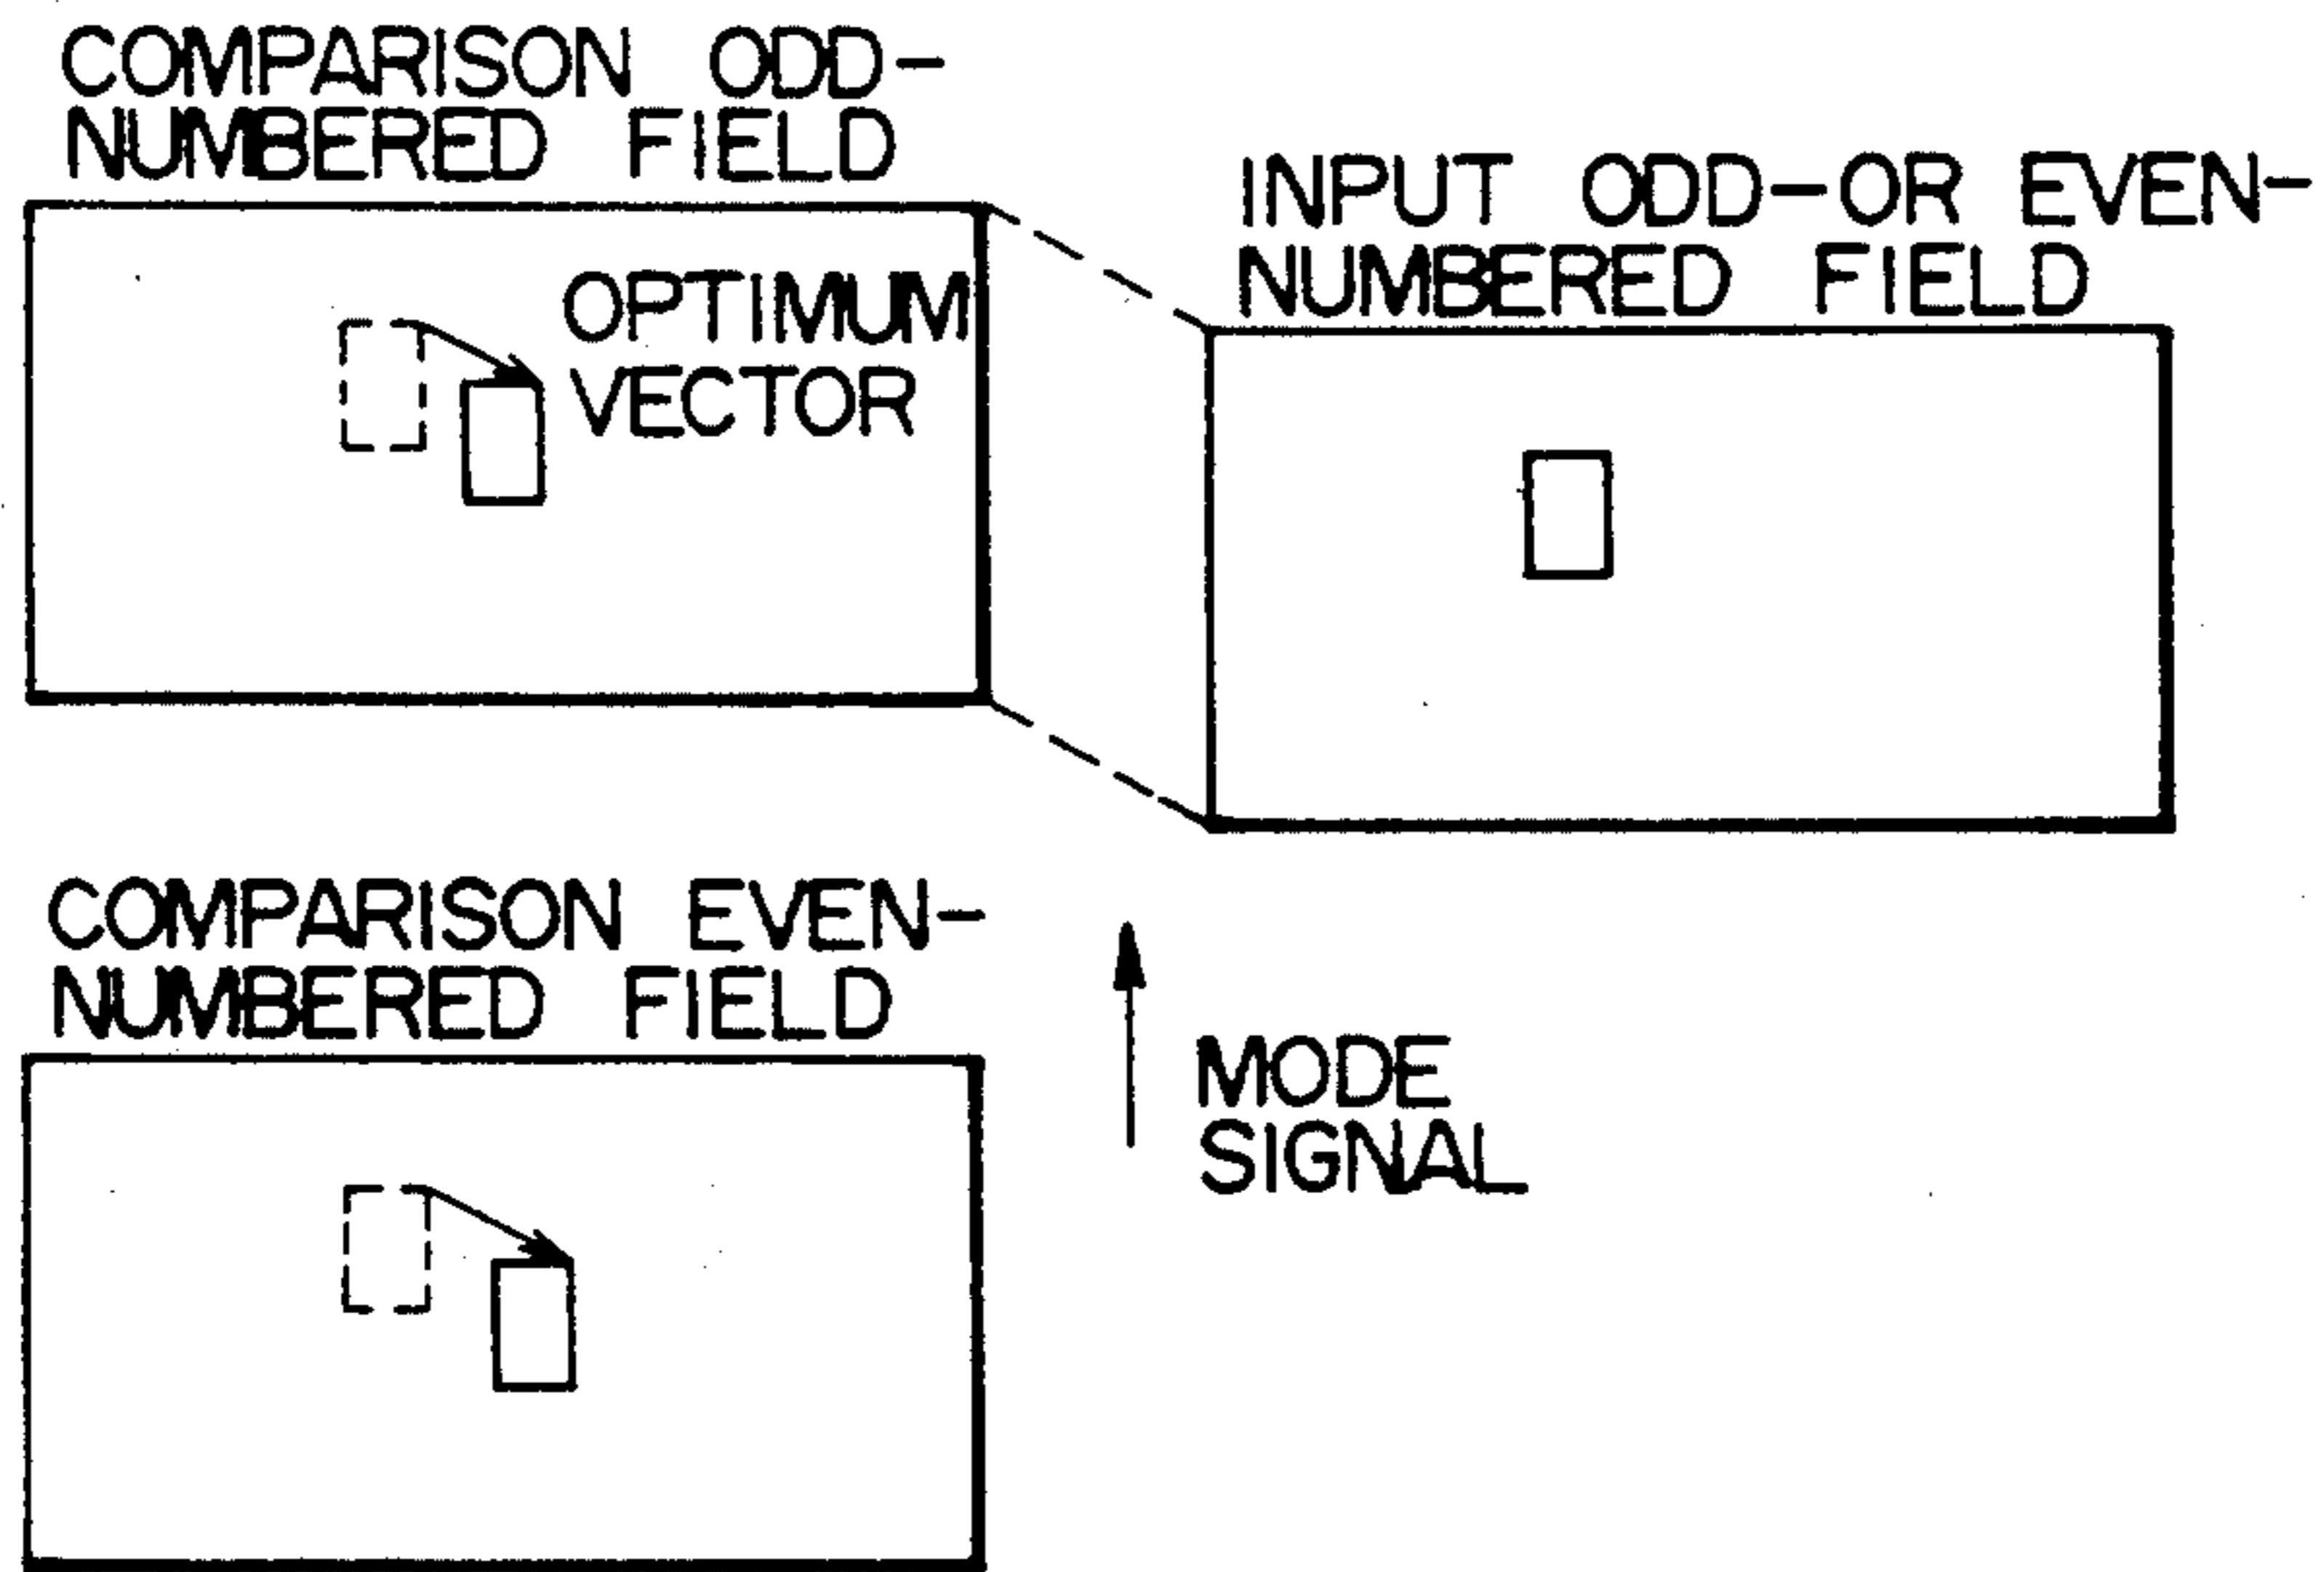 COMPARISON ODD-
NUMBERED FIELD
INPUT ODD-OR EVEN-
NUMBERED FIELD
OPTIMUM
VECTOR
COMPARISON EVEN-
NUMBERED FIELD
MODE
SIGNAL